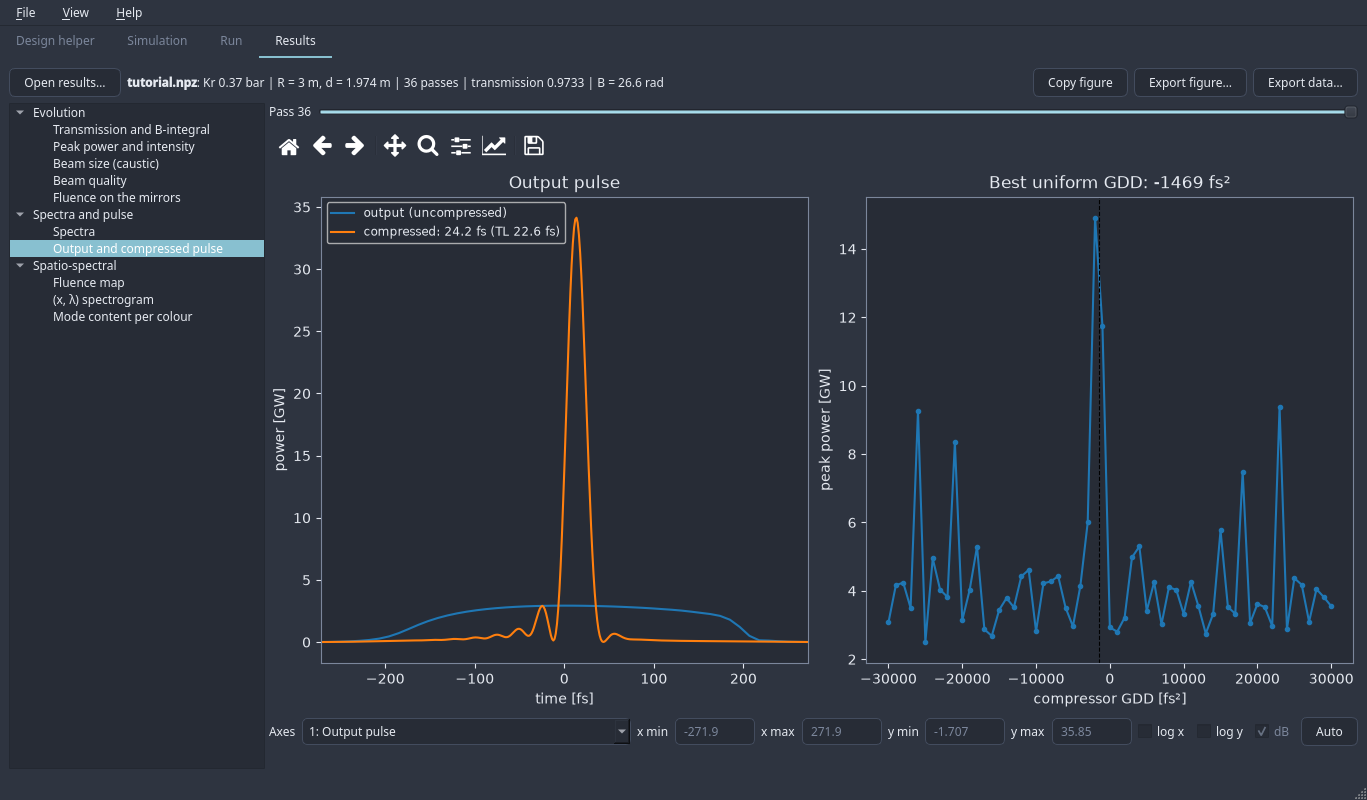 File View Help
Design helper Simulation Run Results
Open results... tutorial.npz: Kr 0.37 bar | R = 3 m, d = 1.974 m | 36 passes | transmission 0.9733 | B = 26.6 rad Copy figure Export figure... Export data...
Evolution
Transmission and B-integral
Peak power and intensity
Beam size (caustic)
Beam quality
Fluence on the mirrors
Spectra and pulse
Spectra
Output and compressed pulse
Spatio-spectral
Fluence map
(x, λ) spectrogram
Mode content per colour
Pass 36
Output pulse
output (uncompressed)
compressed: 24.2 fs (TL 22.6 fs)
power [GW]
35
30
25
20
15
10
5
0
−200 −100 0 100 200
time [fs]
Best uniform GDD: -1469 fs²
peak power [GW]
14
12
10
8
6
4
2
−30000 −20000 −10000 0 10000 20000 30000
compressor GDD [fs²]
Axes 1: Output pulse x min -271.9 x max 271.9 y min -1.707 y max 35.85 log x log y dB Auto